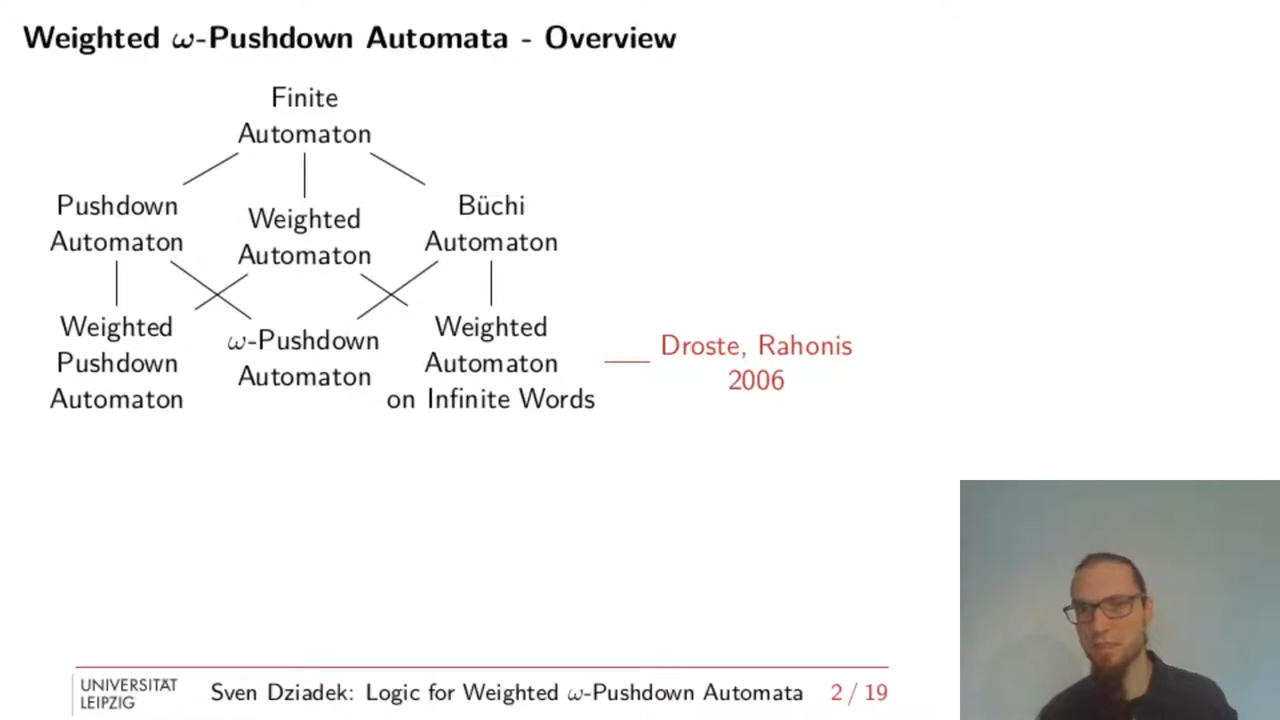 Weighted ω-Pushdown Automata - Overview
Finite
Automaton
Pushdown
Automaton
Weighted
Automaton
Büchi
Automaton
Weighted
Pushdown
Automaton
ω-Pushdown
Automaton
Weighted
Automaton
on Infinite Words
Droste, Rahonis
2006
UNIVERSITÄT
LEIPZIG
Sven Dziadek: Logic for Weighted ω-Pushdown Automata
2 / 19